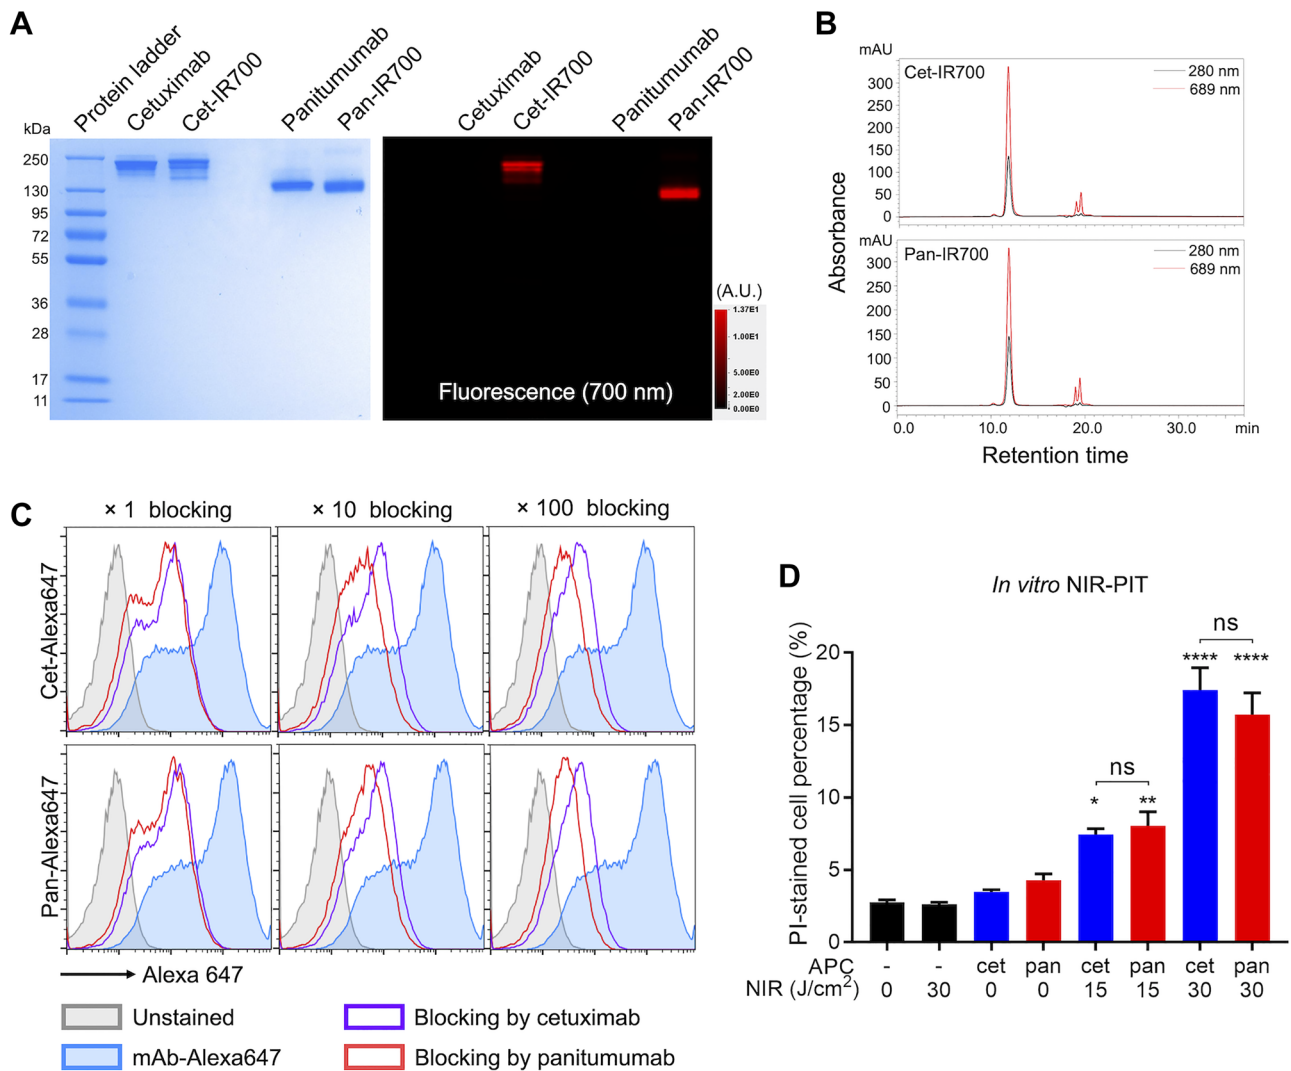 A
Protein ladder
Cetuximab
Cet-IR700
Panitumumab
Pan-IR700
Cetuximab
Cet-IR700
Panitumumab
Pan-IR700
kDa
250
130
95
72
55
36
28
17
11
Fluorescence (700 nm)
(A.U.)
1.37E1
1.00E1
5.00E0
2.00E0
0.00E0
B
mAU
Cet-IR700
280 nm
689 nm
300
250
200
150
100
50
0
mAU
Pan-IR700
280 nm
689 nm
300
250
200
150
100
50
0
Absorbance
0.0 10.0 20.0 30.0 min
Retention time
C
× 1 blocking
× 10 blocking
× 100 blocking
Cet-Alexa647
Pan-Alexa647
Alexa 647
Unstained
Blocking by cetuximab
mAb-Alexa647
Blocking by panitumumab
D
In vitro NIR-PIT
PI-stained cell percentage (%)
20
15
10
5
0
ns
**** ****
ns
* **
APC - - cet pan cet pan cet pan
NIR (J/cm²) 0 30 0 0 15 15 30 30